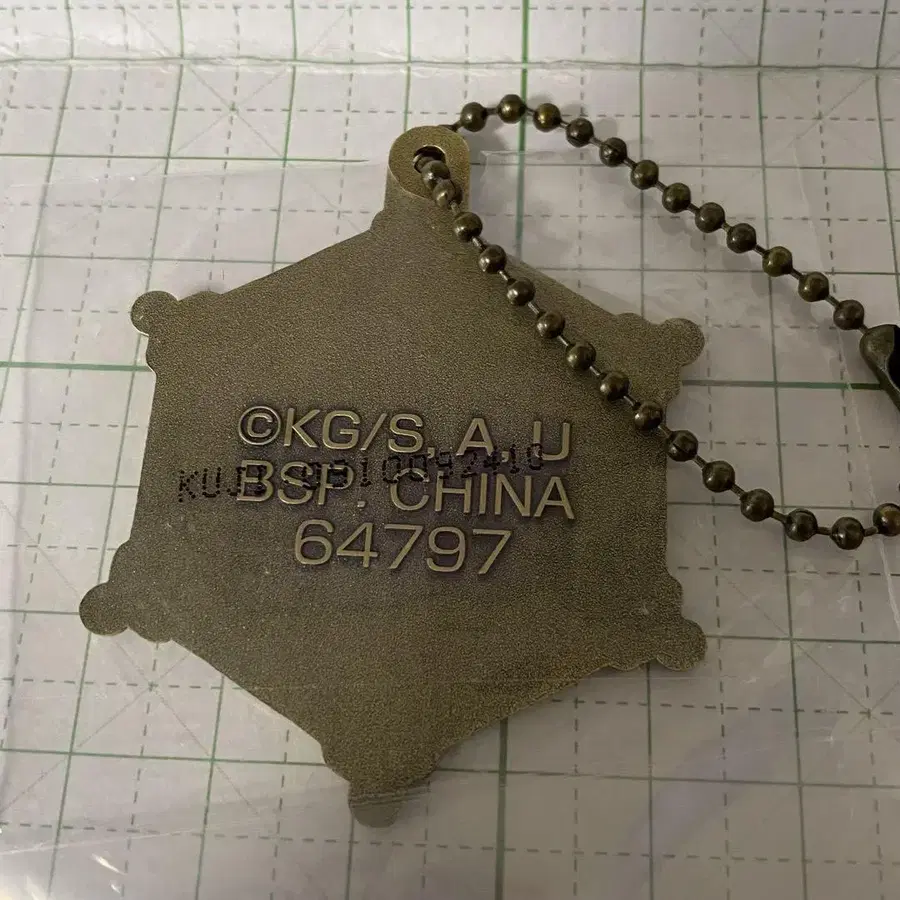 ©KG/S, A, U
BSP. CHINA
64797